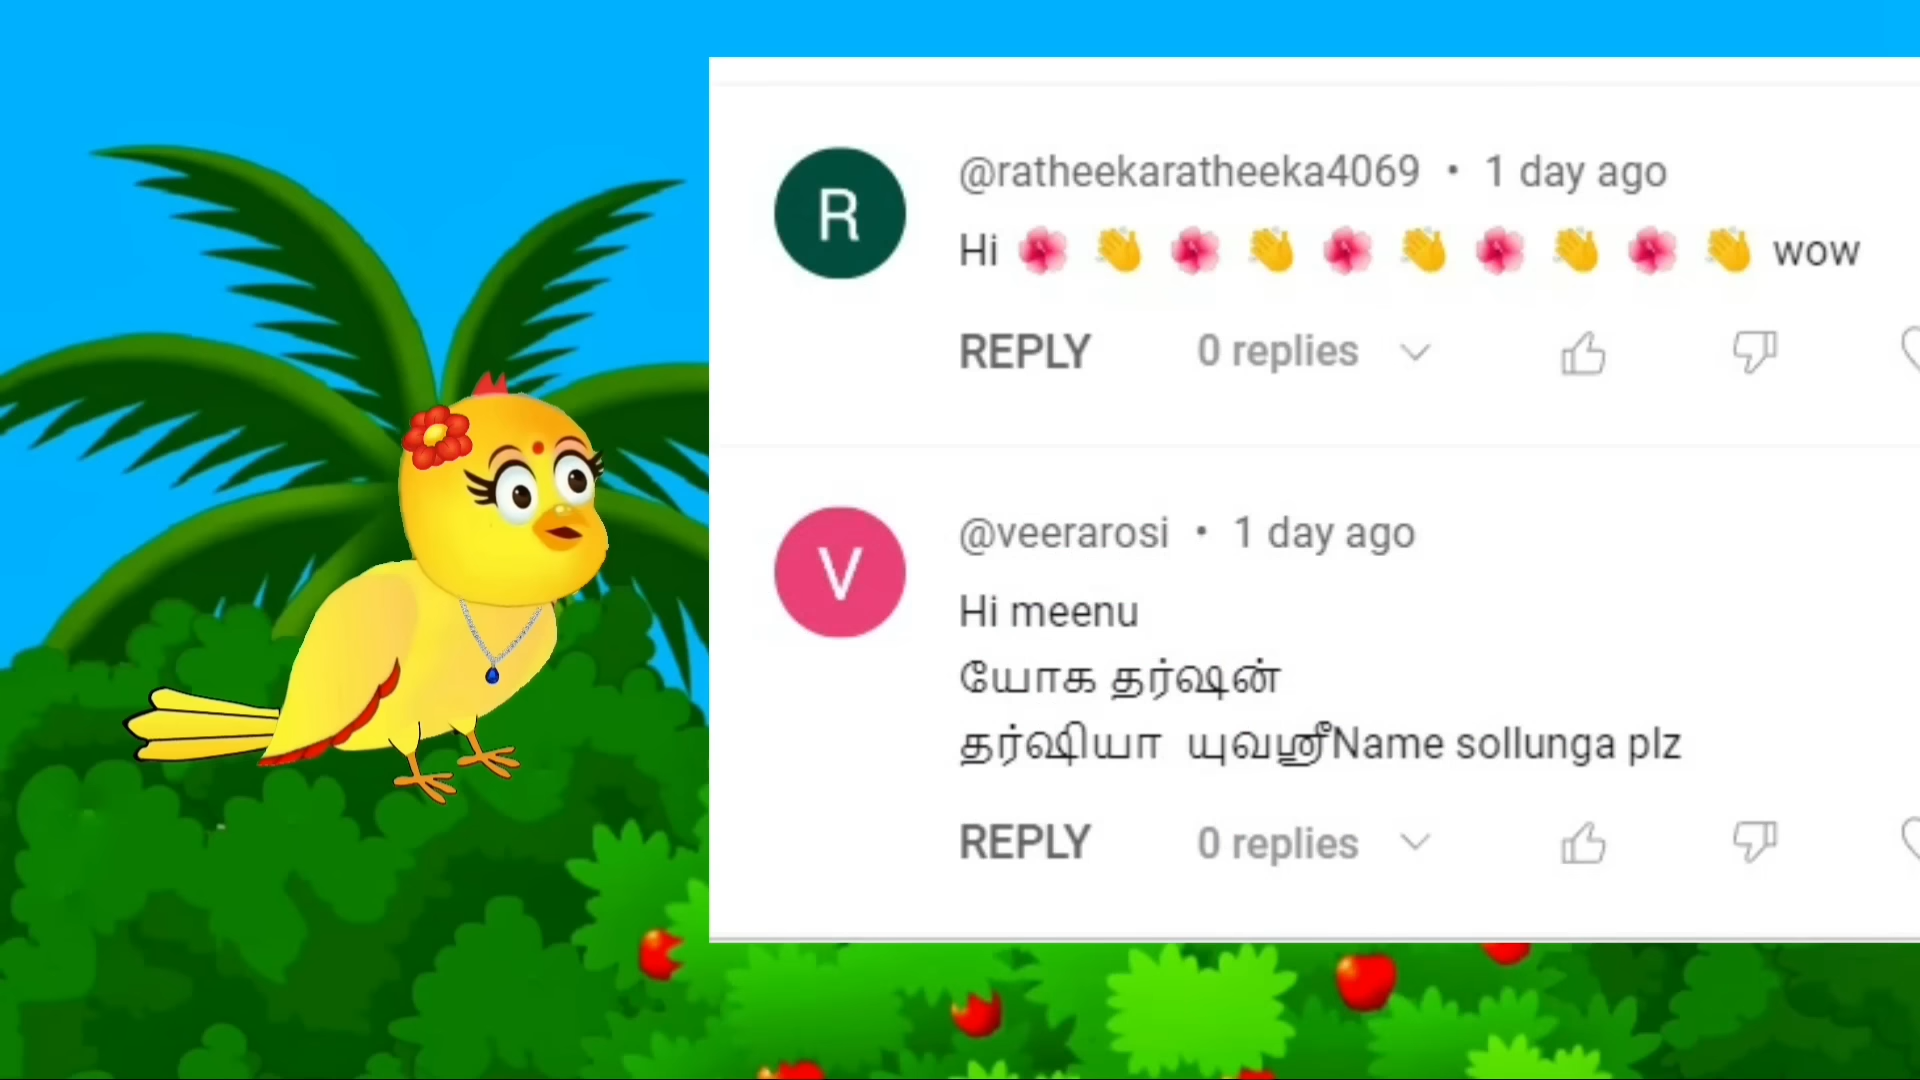 R
@ratheekaratheeka4069 • 1 day ago
Hi 🌺 👏 🌺 👏 🌺 👏 🌺 👏 🌺 👏 wow
REPLY 0 replies
V
@veerarosi • 1 day ago
Hi meenu
யோக தர்ஷன்
தர்ஷியா யுவஸ்ரீName sollunga plz
REPLY 0 replies